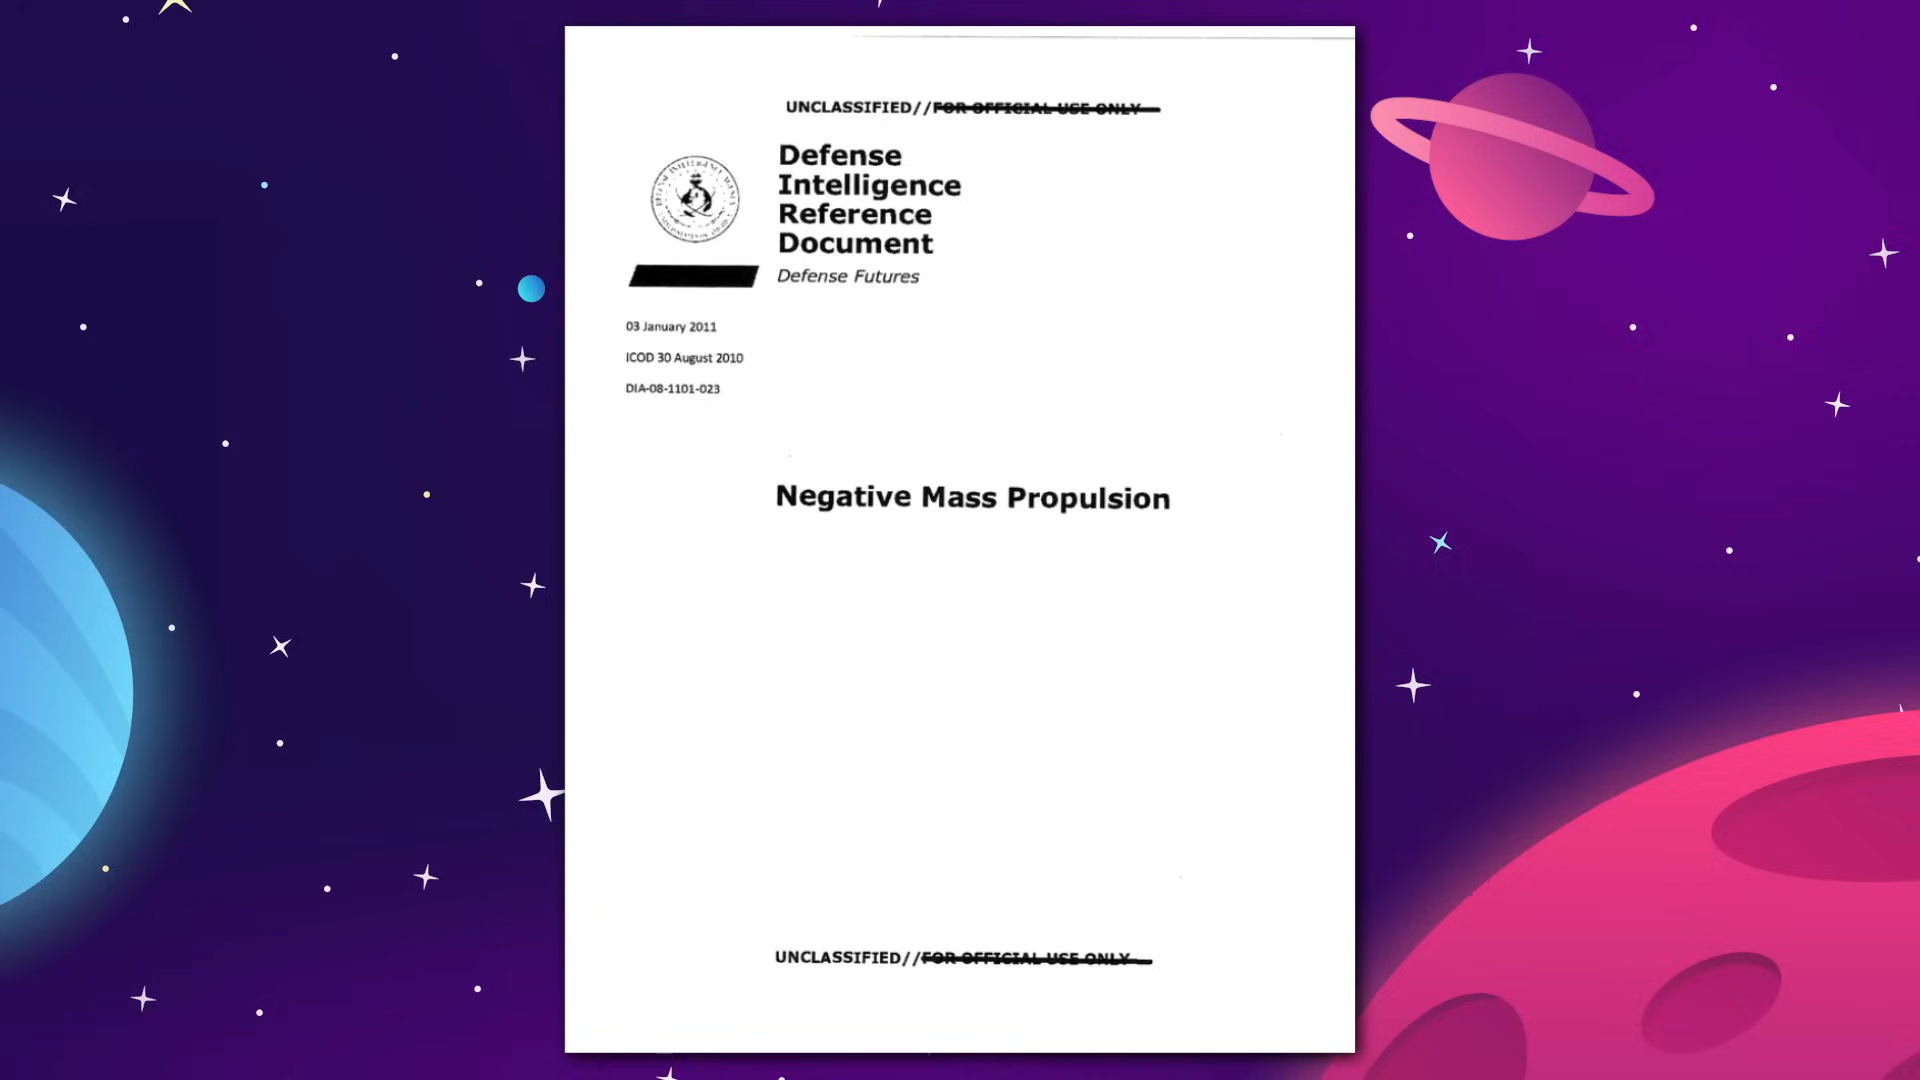 UNCLASSIFIED//FOR OFFICIAL USE ONLY
Defense
Intelligence
Reference
Document
Defense Futures
03 January 2011
ICOD 30 August 2010
DIA-08-1101-023
Negative Mass Propulsion
UNCLASSIFIED//FOR OFFICIAL USE ONLY